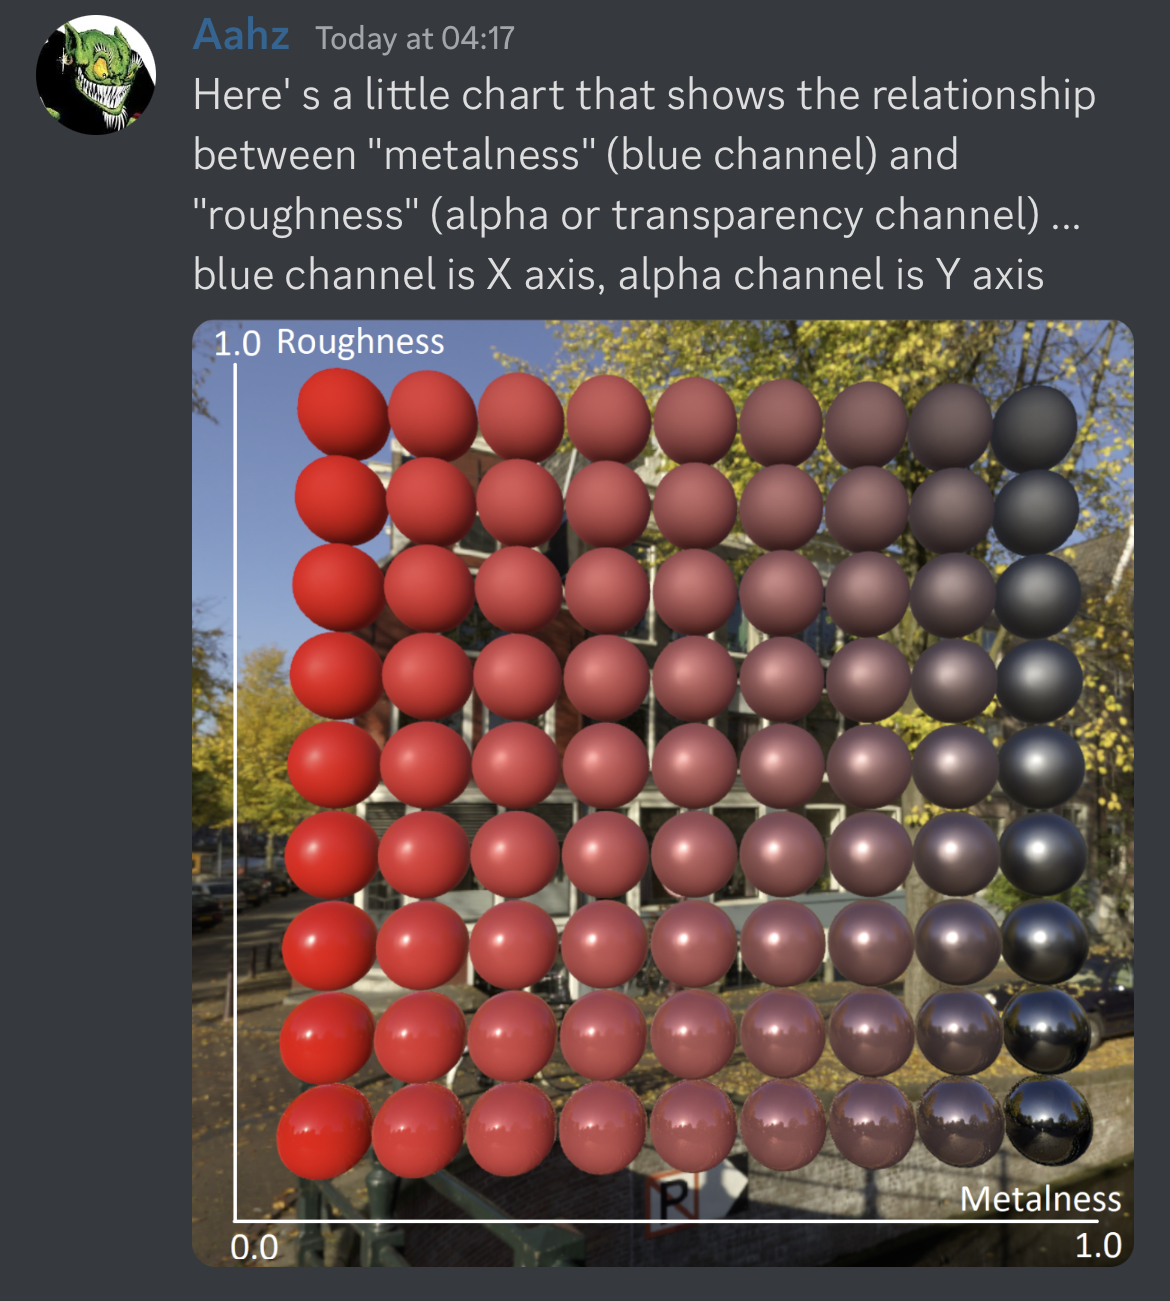 Aahz Today at 04:17
Here' s a little chart that shows the relationship
between "metalness" (blue channel) and
"roughness" (alpha or transparency channel) ...
blue channel is X axis, alpha channel is Y axis
1.0 Roughness
R
Metalness
0.0 1.0